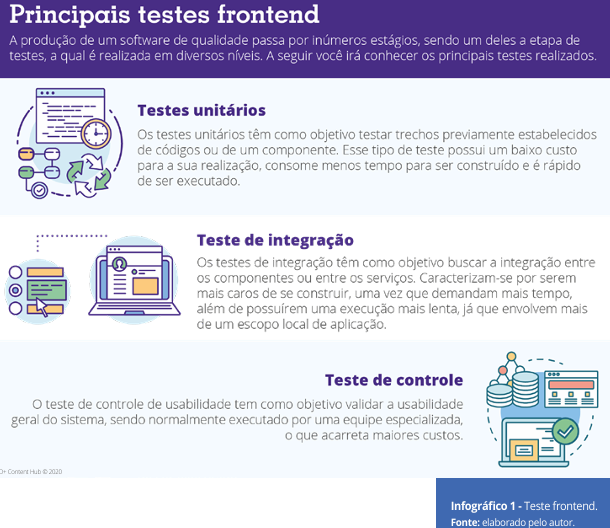 Principais testes frontend
A produção de um software de qualidade passa por inúmeros estágios, sendo um deles a etapa de
testes, a qual é realizada em diversos níveis. A seguir você irá conhecer os principais testes realizados.
Testes unitários
Os testes unitários têm como objetivo testar trechos previamente estabelecidos
de códigos ou de um componente. Esse tipo de teste possui um baixo custo
para a sua realização, consome menos tempo para ser construído e é rápido
de ser executado.
Teste de integração
Os testes de integração têm como objetivo buscar a integração entre
os componentes ou entre os serviços. Caracterizam-se por serem
mais caros de se construir, uma vez que demandam mais tempo,
além de possuírem uma execução mais lenta, já que envolvem mais
de um escopo local de aplicação.
Teste de controle
O teste de controle de usabilidade tem como objetivo validar a usabilidade
geral do sistema, sendo normalmente executado por uma equipe especializada,
o que acarreta maiores custos.
Content Hub © 2020
Infográfico 1 - Teste frontend.
Fonte: elaborado pelo autor.